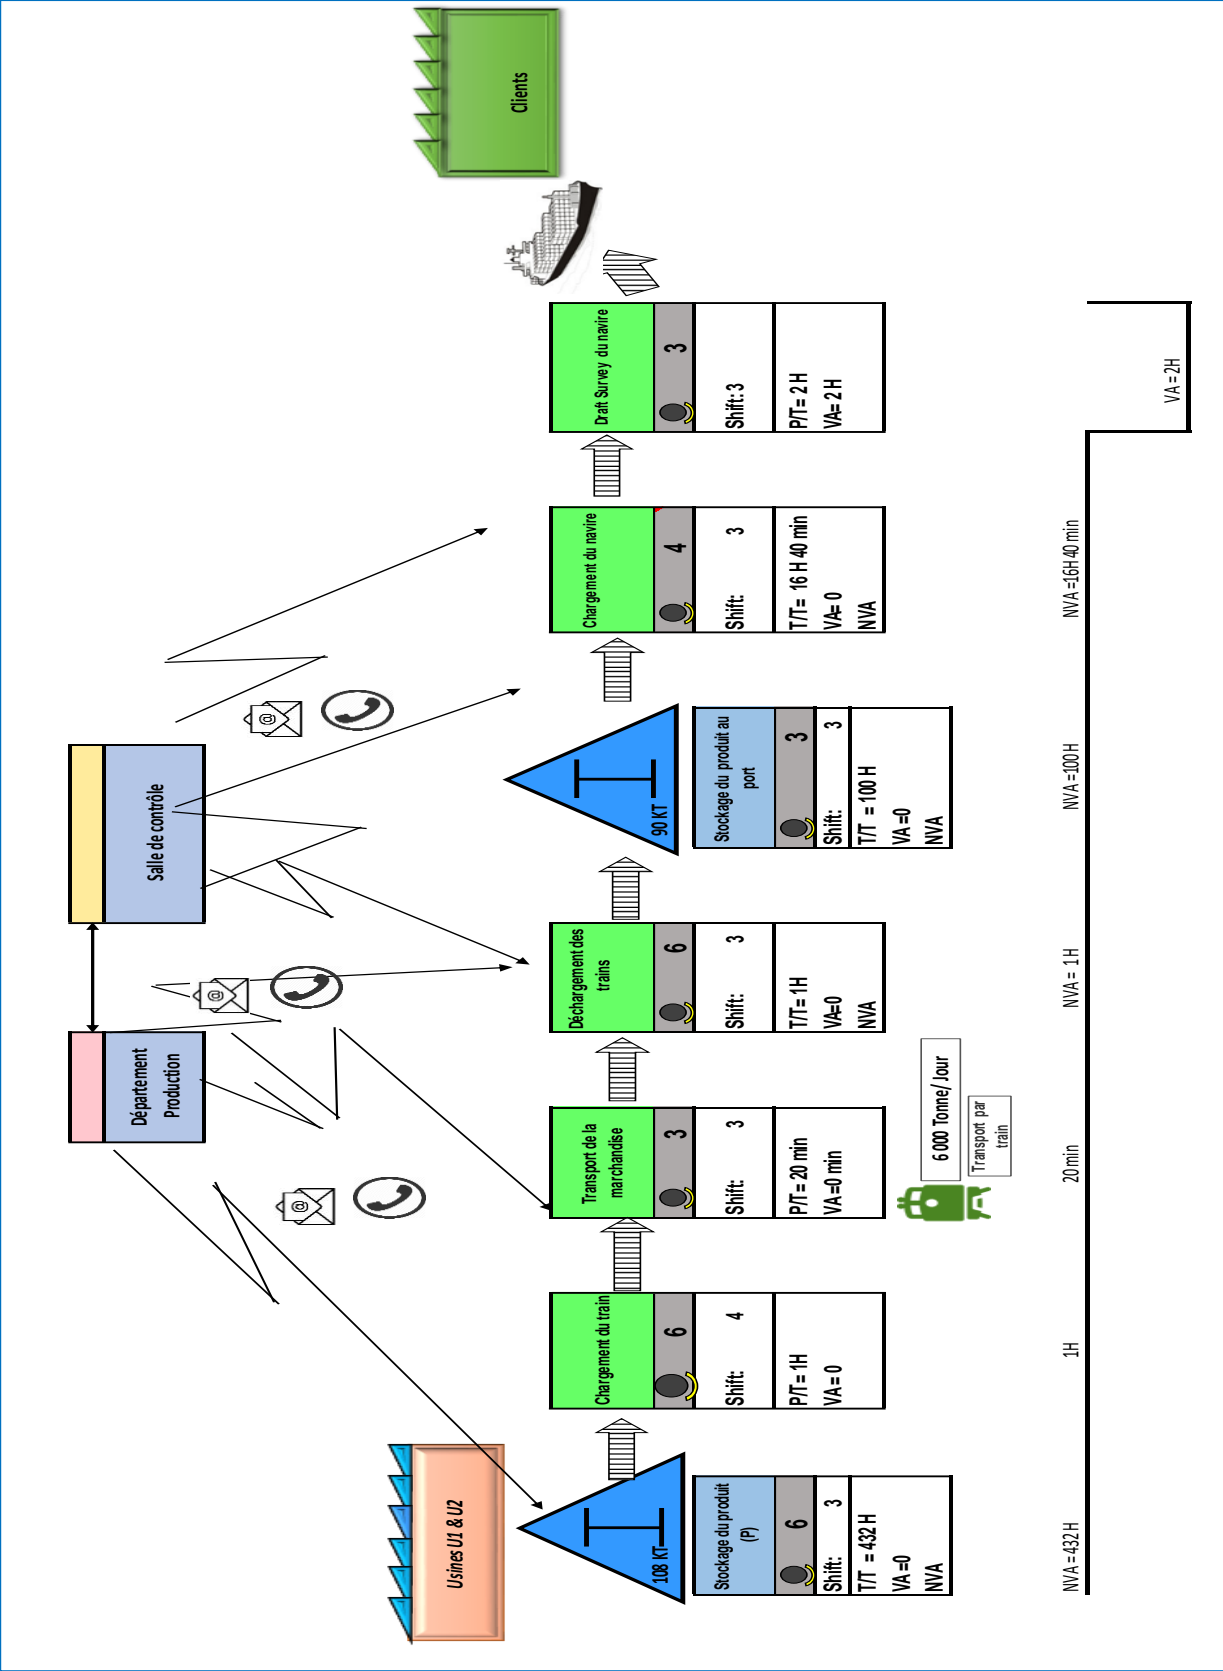 Département
Production
Salle de contrôle
@
@
@
Usines U1 & U2
Clients
108 KT
Stockage du produit
(P)
6
Shift: 3
T/T = 432 H
VA =0
NVA
Chargement du train
6
Shift: 4
P/T = 1H
VA = 0
Transport de la
marchandise
3
Shift: 3
P/T = 20 min
VA =0 min
6 000 Tonne/ Jour
Transport par
train
Déchargement des
trains
6
Shift: 3
T/T = 1H
VA=0
NVA
90 KT
Stockage du produit au
port
3
Shift: 3
T/T = 100 H
VA =0
NVA
Chargement du navire
4
Shift: 3
T/T = 16 H 40 min
VA= 0
NVA
Draft Survey du navire
3
Shift: 3
P/T = 2 H
VA= 2 H
NVA = 432 H
1H
20 min
NVA = 1H
NVA =100H
NVA =16H 40 min
VA = 2H